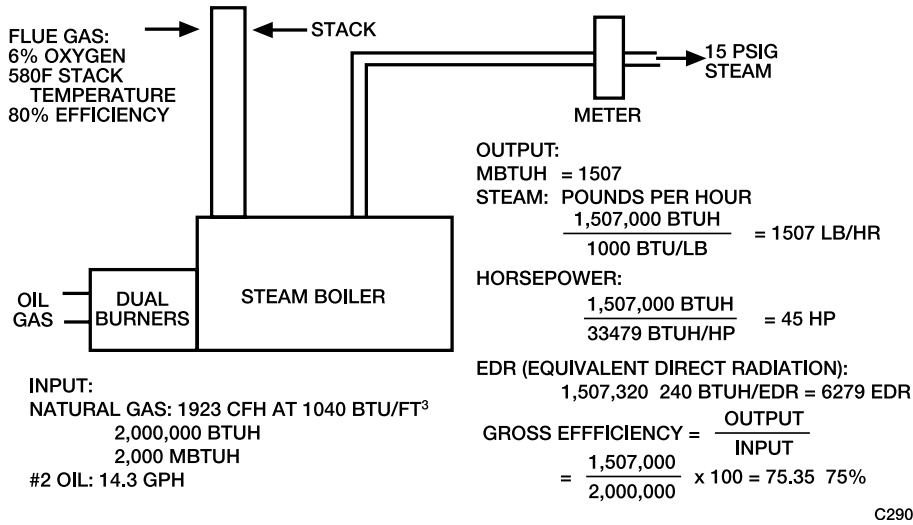 FLUE GAS:
6% OXYGEN
580F STACK
TEMPERATURE
80% EFFICIENCY
STACK
15 PSIG
STEAM
METER
OIL
GAS
DUAL
BURNERS
STEAM BOILER
INPUT:
NATURAL GAS: 1923 CFH AT 1040 BTU/FT³
2,000,000 BTUH
2,000 MBTUH
#2 OIL: 14.3 GPH
OUTPUT:
MBTUH = 1507
STEAM: POUNDS PER HOUR
1,507,000 BTUH
1000 BTU/LB
= 1507 LB/HR
HORSEPOWER:
1,507,000 BTUH
33479 BTUH/HP
= 45 HP
EDR (EQUIVALENT DIRECT RADIATION):
1,507,320 240 BTUH/EDR = 6279 EDR
GROSS EFFFICIENCY =
OUTPUT
INPUT
=
1,507,000
2,000,000
x 100 = 75.35 75%
C290